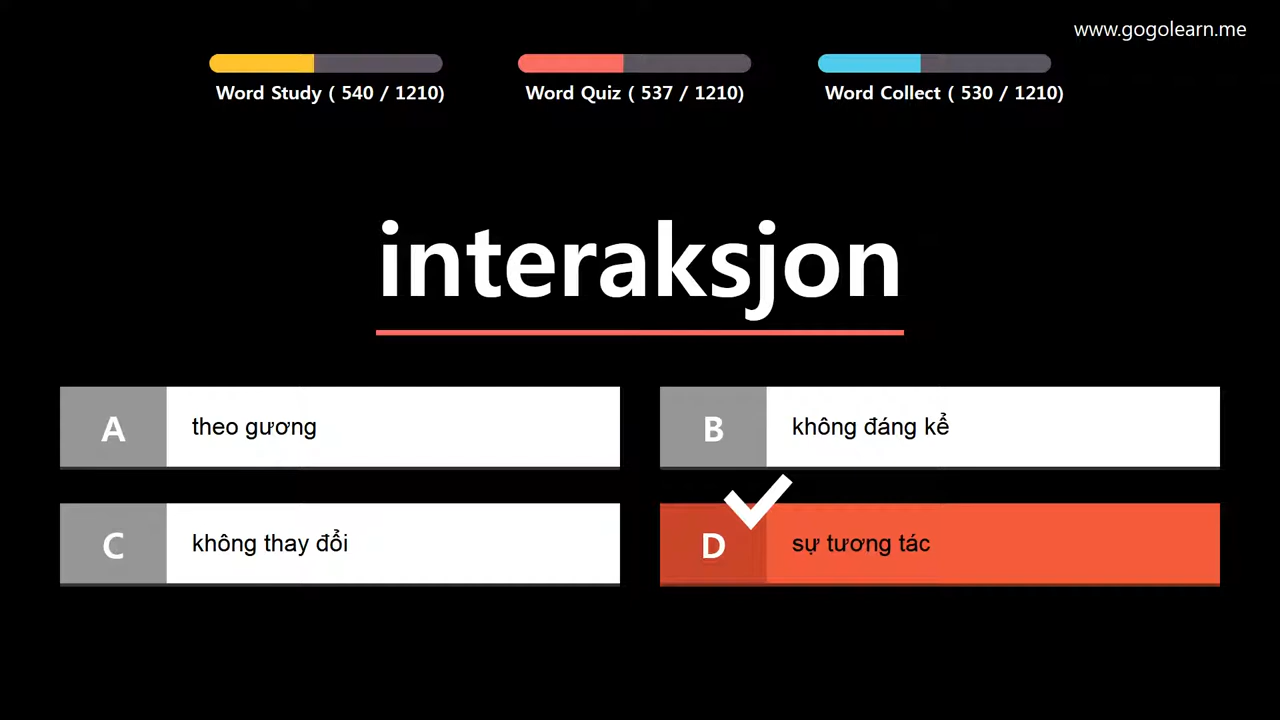 www.gogolearn.me
Word Study ( 540 / 1210)
Word Quiz ( 537 / 1210)
Word Collect ( 530 / 1210)
interaksjon
A theo gương
B không đáng kể
C không thay đổi
D sự tương tác